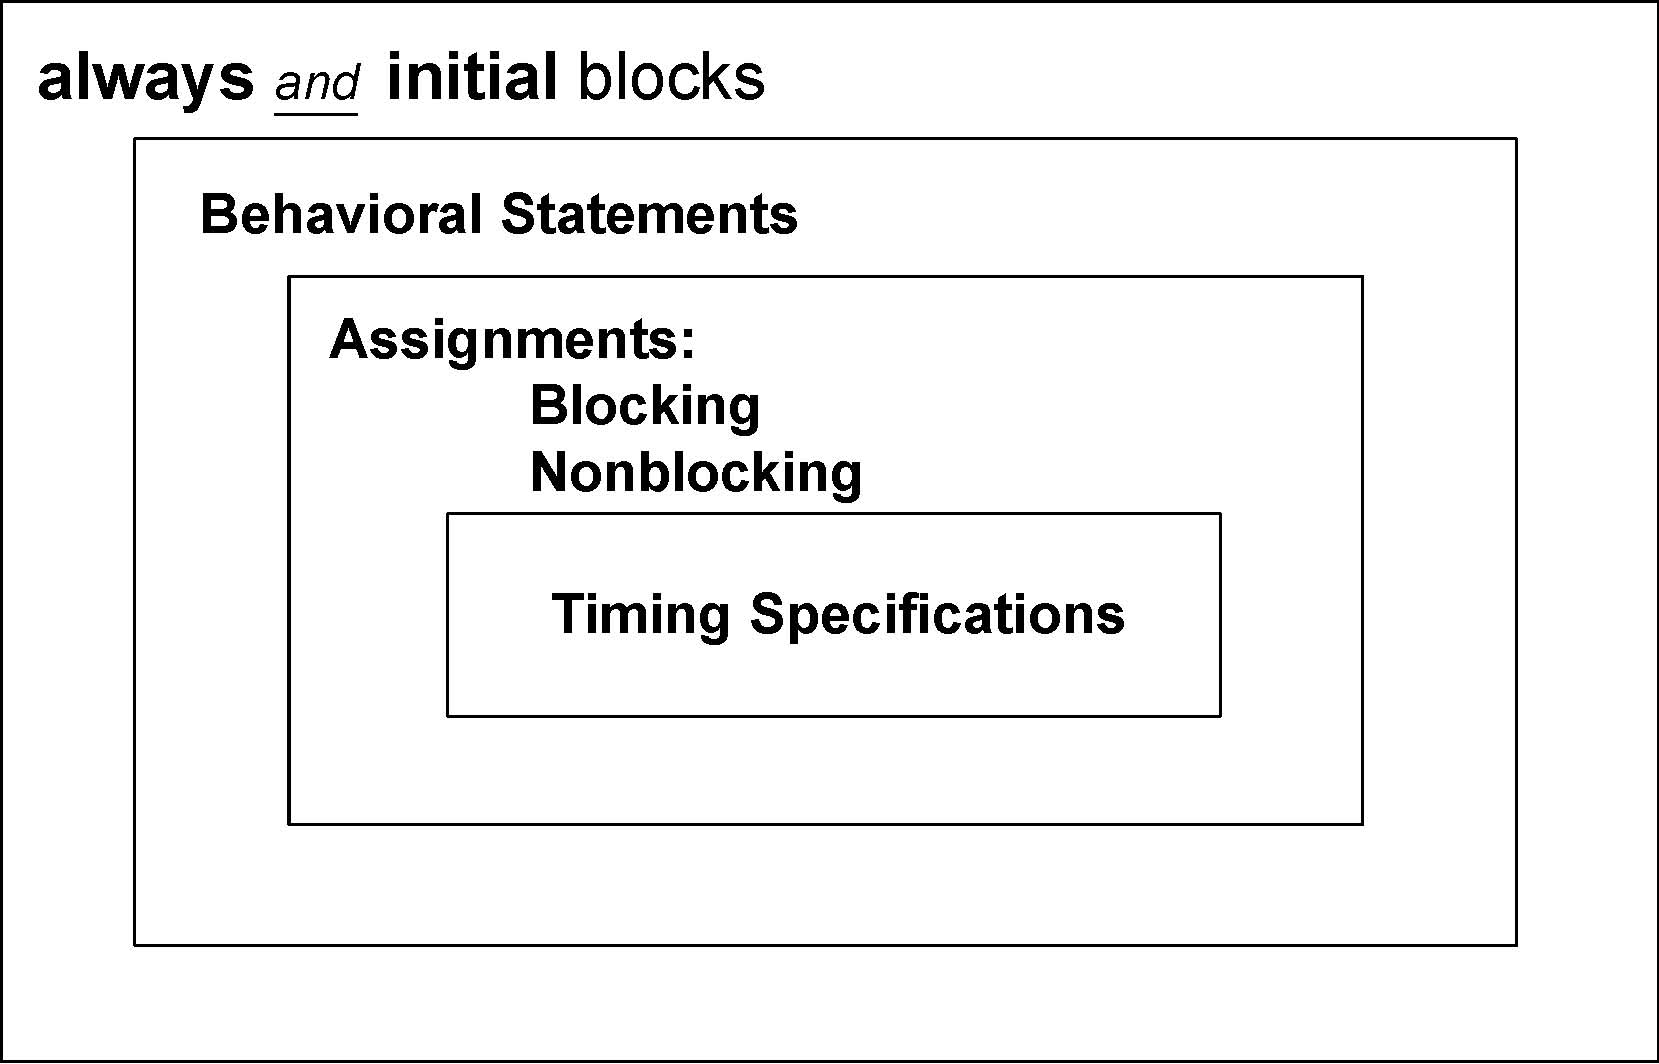 always and initial blocks
Behavioral Statements
Assignments:
Blocking
Nonblocking
Timing Specifications